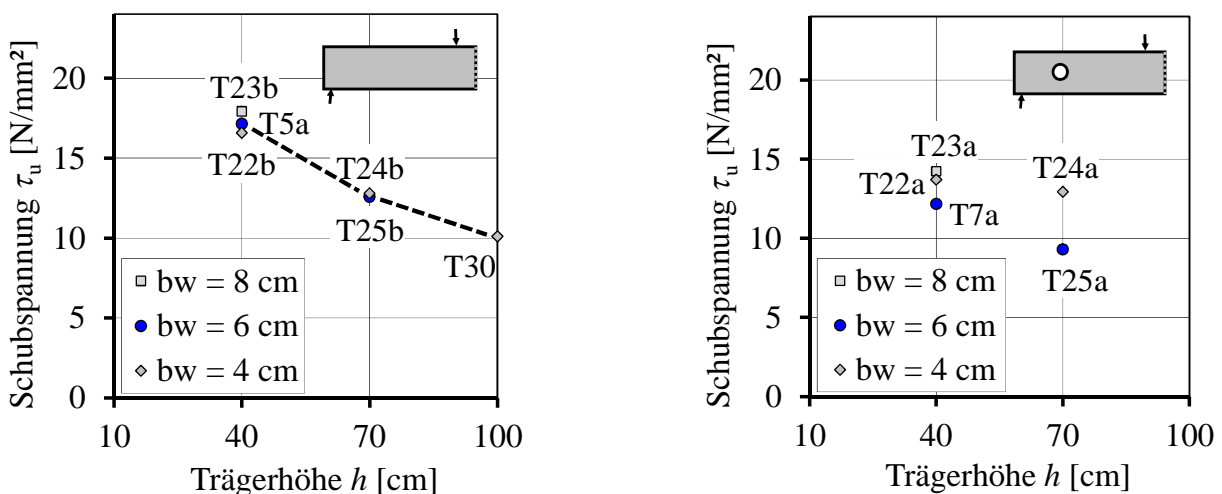 Schubspannung τu [N/mm²]
20
15
10
5
0
T23b
T5a
T22b
T24b
T25b
T30
bw = 8 cm
bw = 6 cm
bw = 4 cm
10 40 70 100
Trägerhöhe h [cm]
Schubspannung τu [N/mm²]
20
15
10
5
0
T23a
T22a
T7a
T24a
T25a
bw = 8 cm
bw = 6 cm
bw = 4 cm
10 40 70 100
Trägerhöhe h [cm]